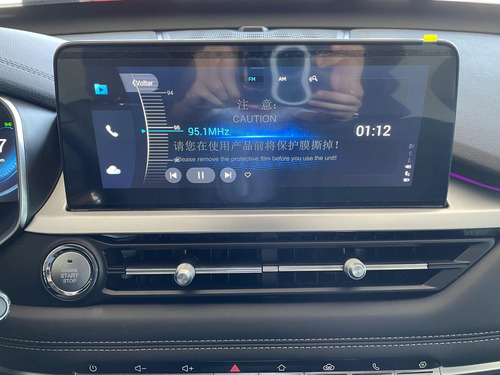 Voltar
FM
AM
94
注 意:
CAUTION
95
95.1MHz
01:12
请您在使用产品前将保护膜撕掉!
Please remove the protective film before you use the unit!
ENGINE
START
STOP